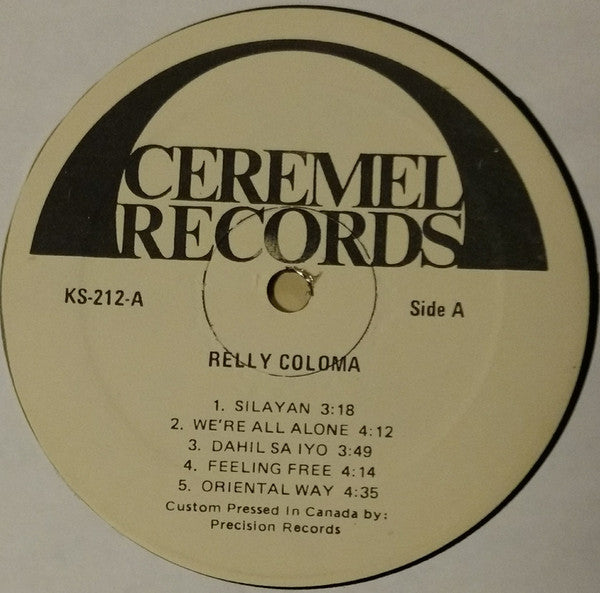 CEREMEL
RECORDS
KS-212-A
Side A
RELLY COLOMA
1. SILAYAN 3:18
2. WE'RE ALL ALONE 4:12
3. DAHIL SA IYO 3:49
4. FEELING FREE 4:14
5. ORIENTAL WAY 4:35
Custom Pressed In Canada by:
Precision Records